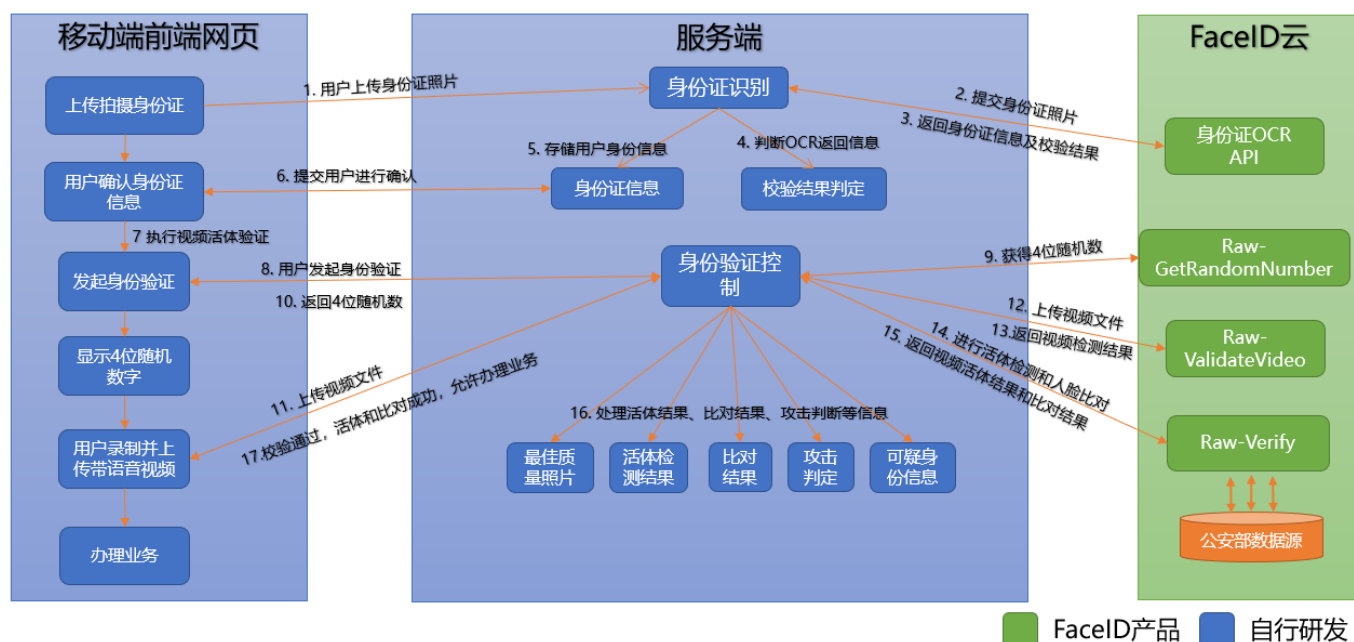 移动端前端网页
服务端
FaceID云
上传拍摄身份证
1. 用户上传身份证照片
身份证识别
2. 提交身份证照片
3. 返回身份证信息及校验结果
身份证OCR
API
5. 存储用户身份信息
4. 判断OCR返回信息
用户确认身份证
信息
6. 提交用户进行确认
身份证信息
校验结果判定
7 执行视频活体验证
发起身份验证
8. 用户发起身份验证
10. 返回4位随机数
身份验证控
制
9. 获得4位随机数
Raw-
GetRandomNumber
12. 上传视频文件
13.返回视频检测结果
Raw-
ValidateVideo
显示4位随机
数字
11. 上传视频文件
17.校验通过，活体和比对成功，允许办理业务
14. 进行活体检测和人脸比对
15. 返回视频活体结果和比对结果
16. 处理活体结果、比对结果、攻击判断等信息
用户录制并上
传带语音视频
最佳质
量照片
活体检
测结果
比对
结果
攻击
判定
可疑身
份信息
Raw-Verify
公安部数据源
办理业务
FaceID产品
自行研发